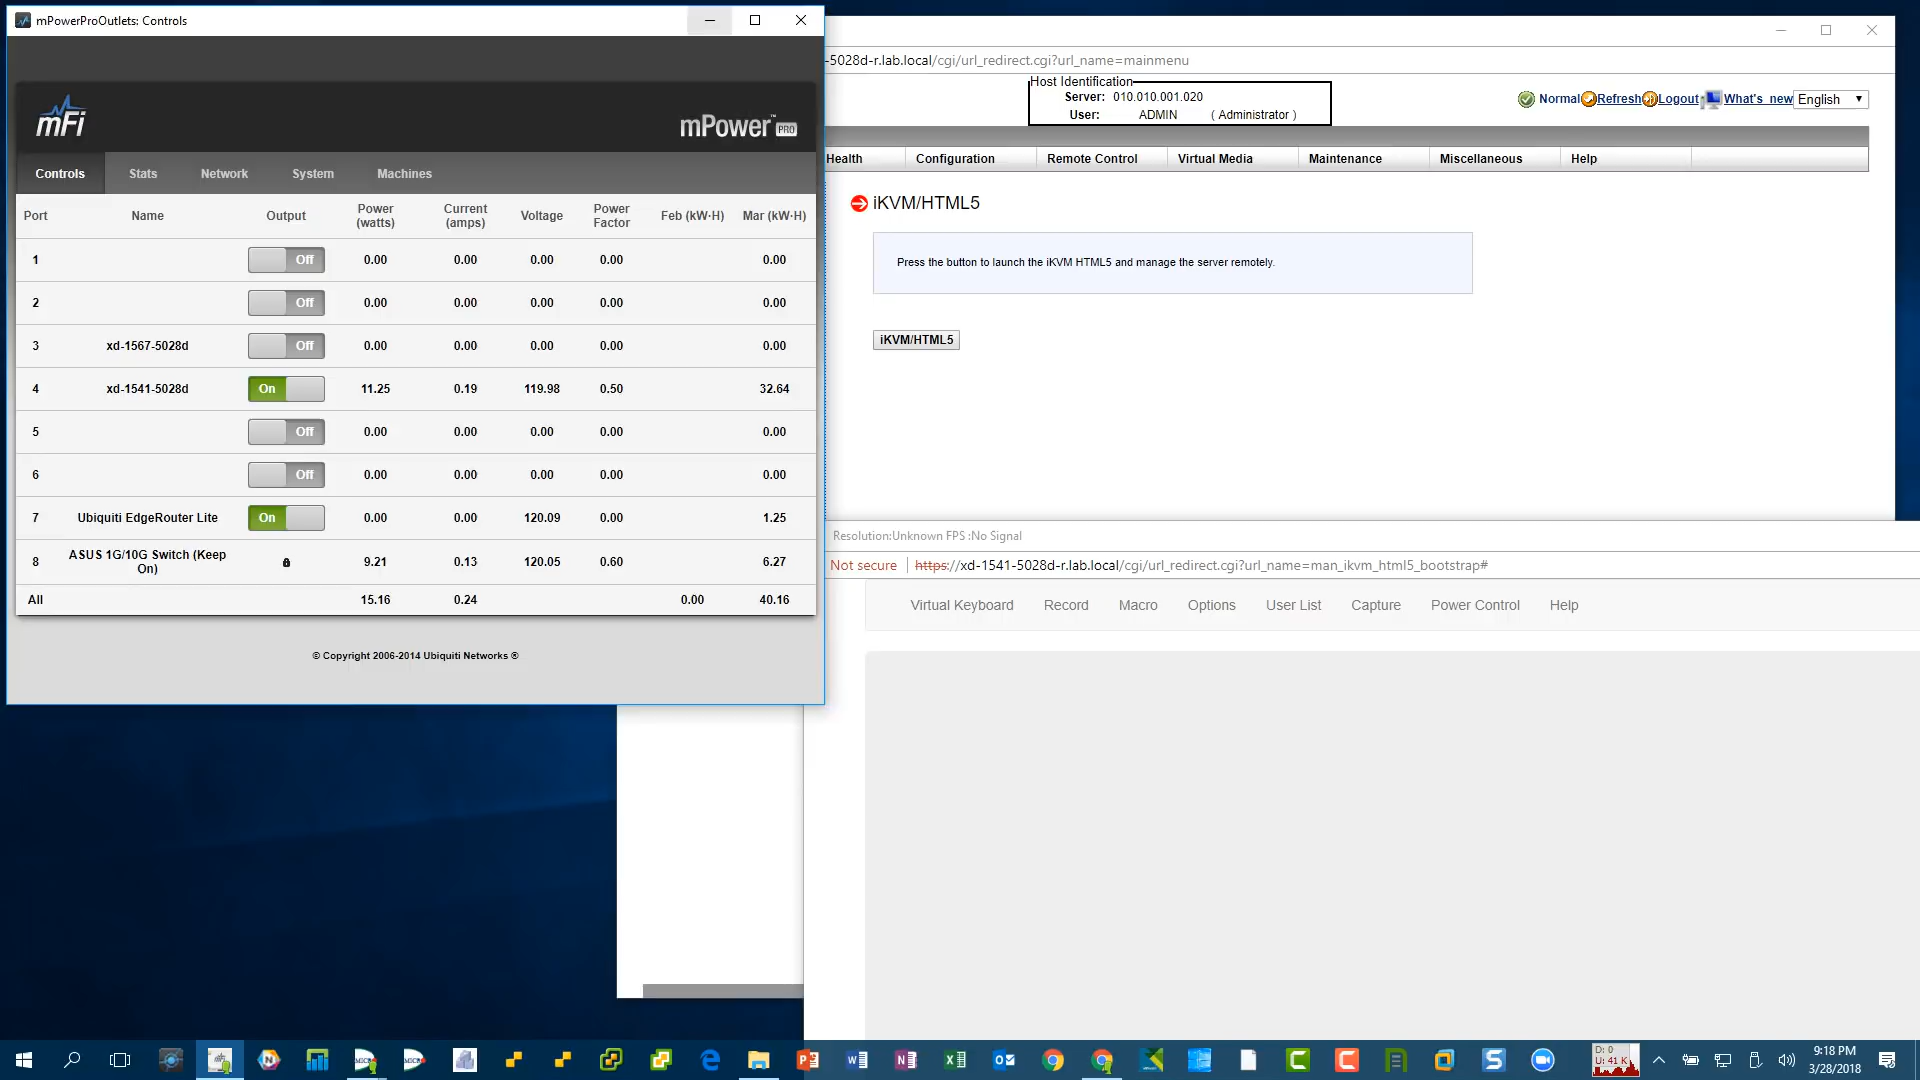 mPowerProOutlets: Controls
mFi
mPower™ PRO
Controls Stats Network System Machines
Port Name Output Power (watts) Current (amps) Voltage Power Factor Feb (kW·H) Mar (kW·H)
1 Off 0.00 0.00 0.00 0.00 0.00
2 Off 0.00 0.00 0.00 0.00 0.00
3 xd-1567-5028d Off 0.00 0.00 0.00 0.00 0.00
4 xd-1541-5028d On 11.25 0.19 119.98 0.50 32.64
5 Off 0.00 0.00 0.00 0.00 0.00
6 Off 0.00 0.00 0.00 0.00 0.00
7 Ubiquiti EdgeRouter Lite On 0.00 0.00 120.09 0.00 1.25
8 ASUS 1G/10G Switch (Keep On) 9.21 0.13 120.05 0.60 6.27
All 15.16 0.24 0.00 40.16
© Copyright 2006-2014 Ubiquiti Networks ®
-5028d-r.lab.local/cgi/url_redirect.cgi?url_name=mainmenu
Host Identification
Server: 010.010.001.020
User: ADMIN ( Administrator )
Normal Refresh Logout What's new English
Health Configuration Remote Control Virtual Media Maintenance Miscellaneous Help
iKVM/HTML5
Press the button to launch the iKVM HTML5 and manage the server remotely.
iKVM/HTML5
Resolution:Unknown FPS :No Signal
Not secure https://xd-1541-5028d-r.lab.local/cgi/url_redirect.cgi?url_name=man_ikvm_html5_bootstrap#
Virtual Keyboard Record Macro Options User List Capture Power Control Help
D: 0
U: 41 K
9:18 PM
3/28/2018